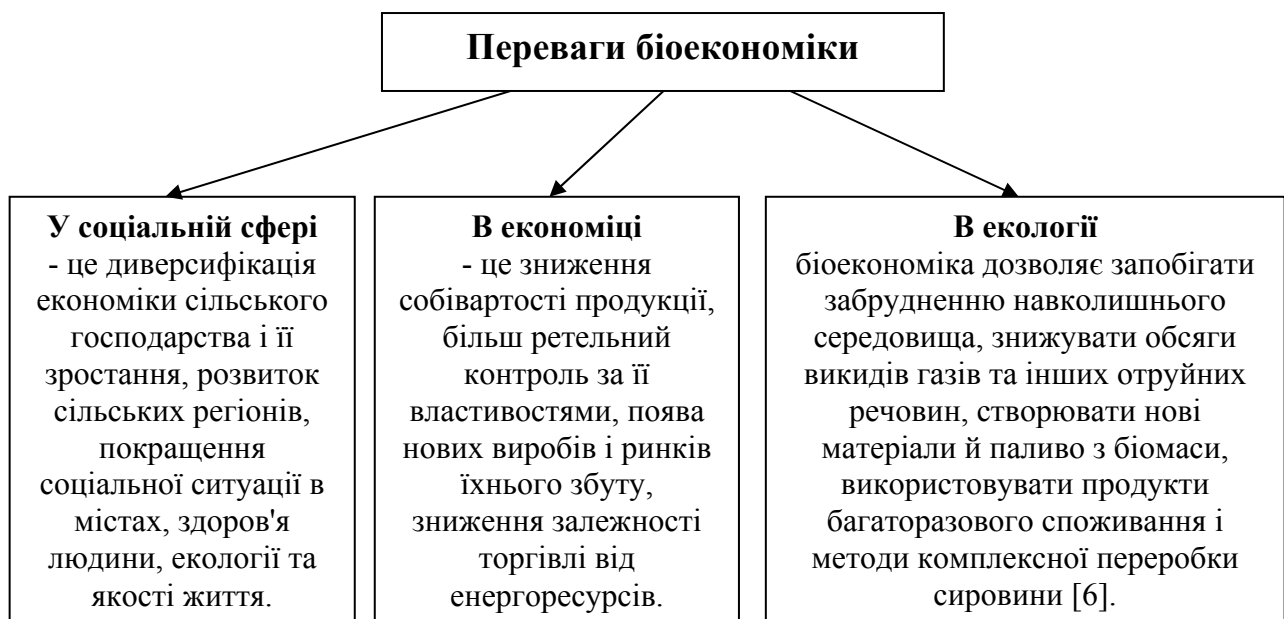 Переваги біоекономіки
У соціальній сфері
- це диверсифікація
економіки сільського
господарства і її
зростання, розвиток
сільських регіонів,
покращення
соціальної ситуації в
містах, здоров'я
людини, екології та
якості життя.
В економіці
- це зниження
собівартості продукції,
більш ретельний
контроль за її
властивостями, поява
нових виробів і ринків
їхнього збуту,
зниження залежності
торгівлі від
енергоресурсів.
В екології
біоекономіка дозволяє запобігати
забрудненню навколишнього
середовища, знижувати обсяги
викидів газів та інших отруйних
речовин, створювати нові
матеріали й паливо з біомаси,
використовувати продукти
багаторазового споживання і
методи комплексної переробки
сировини [6].